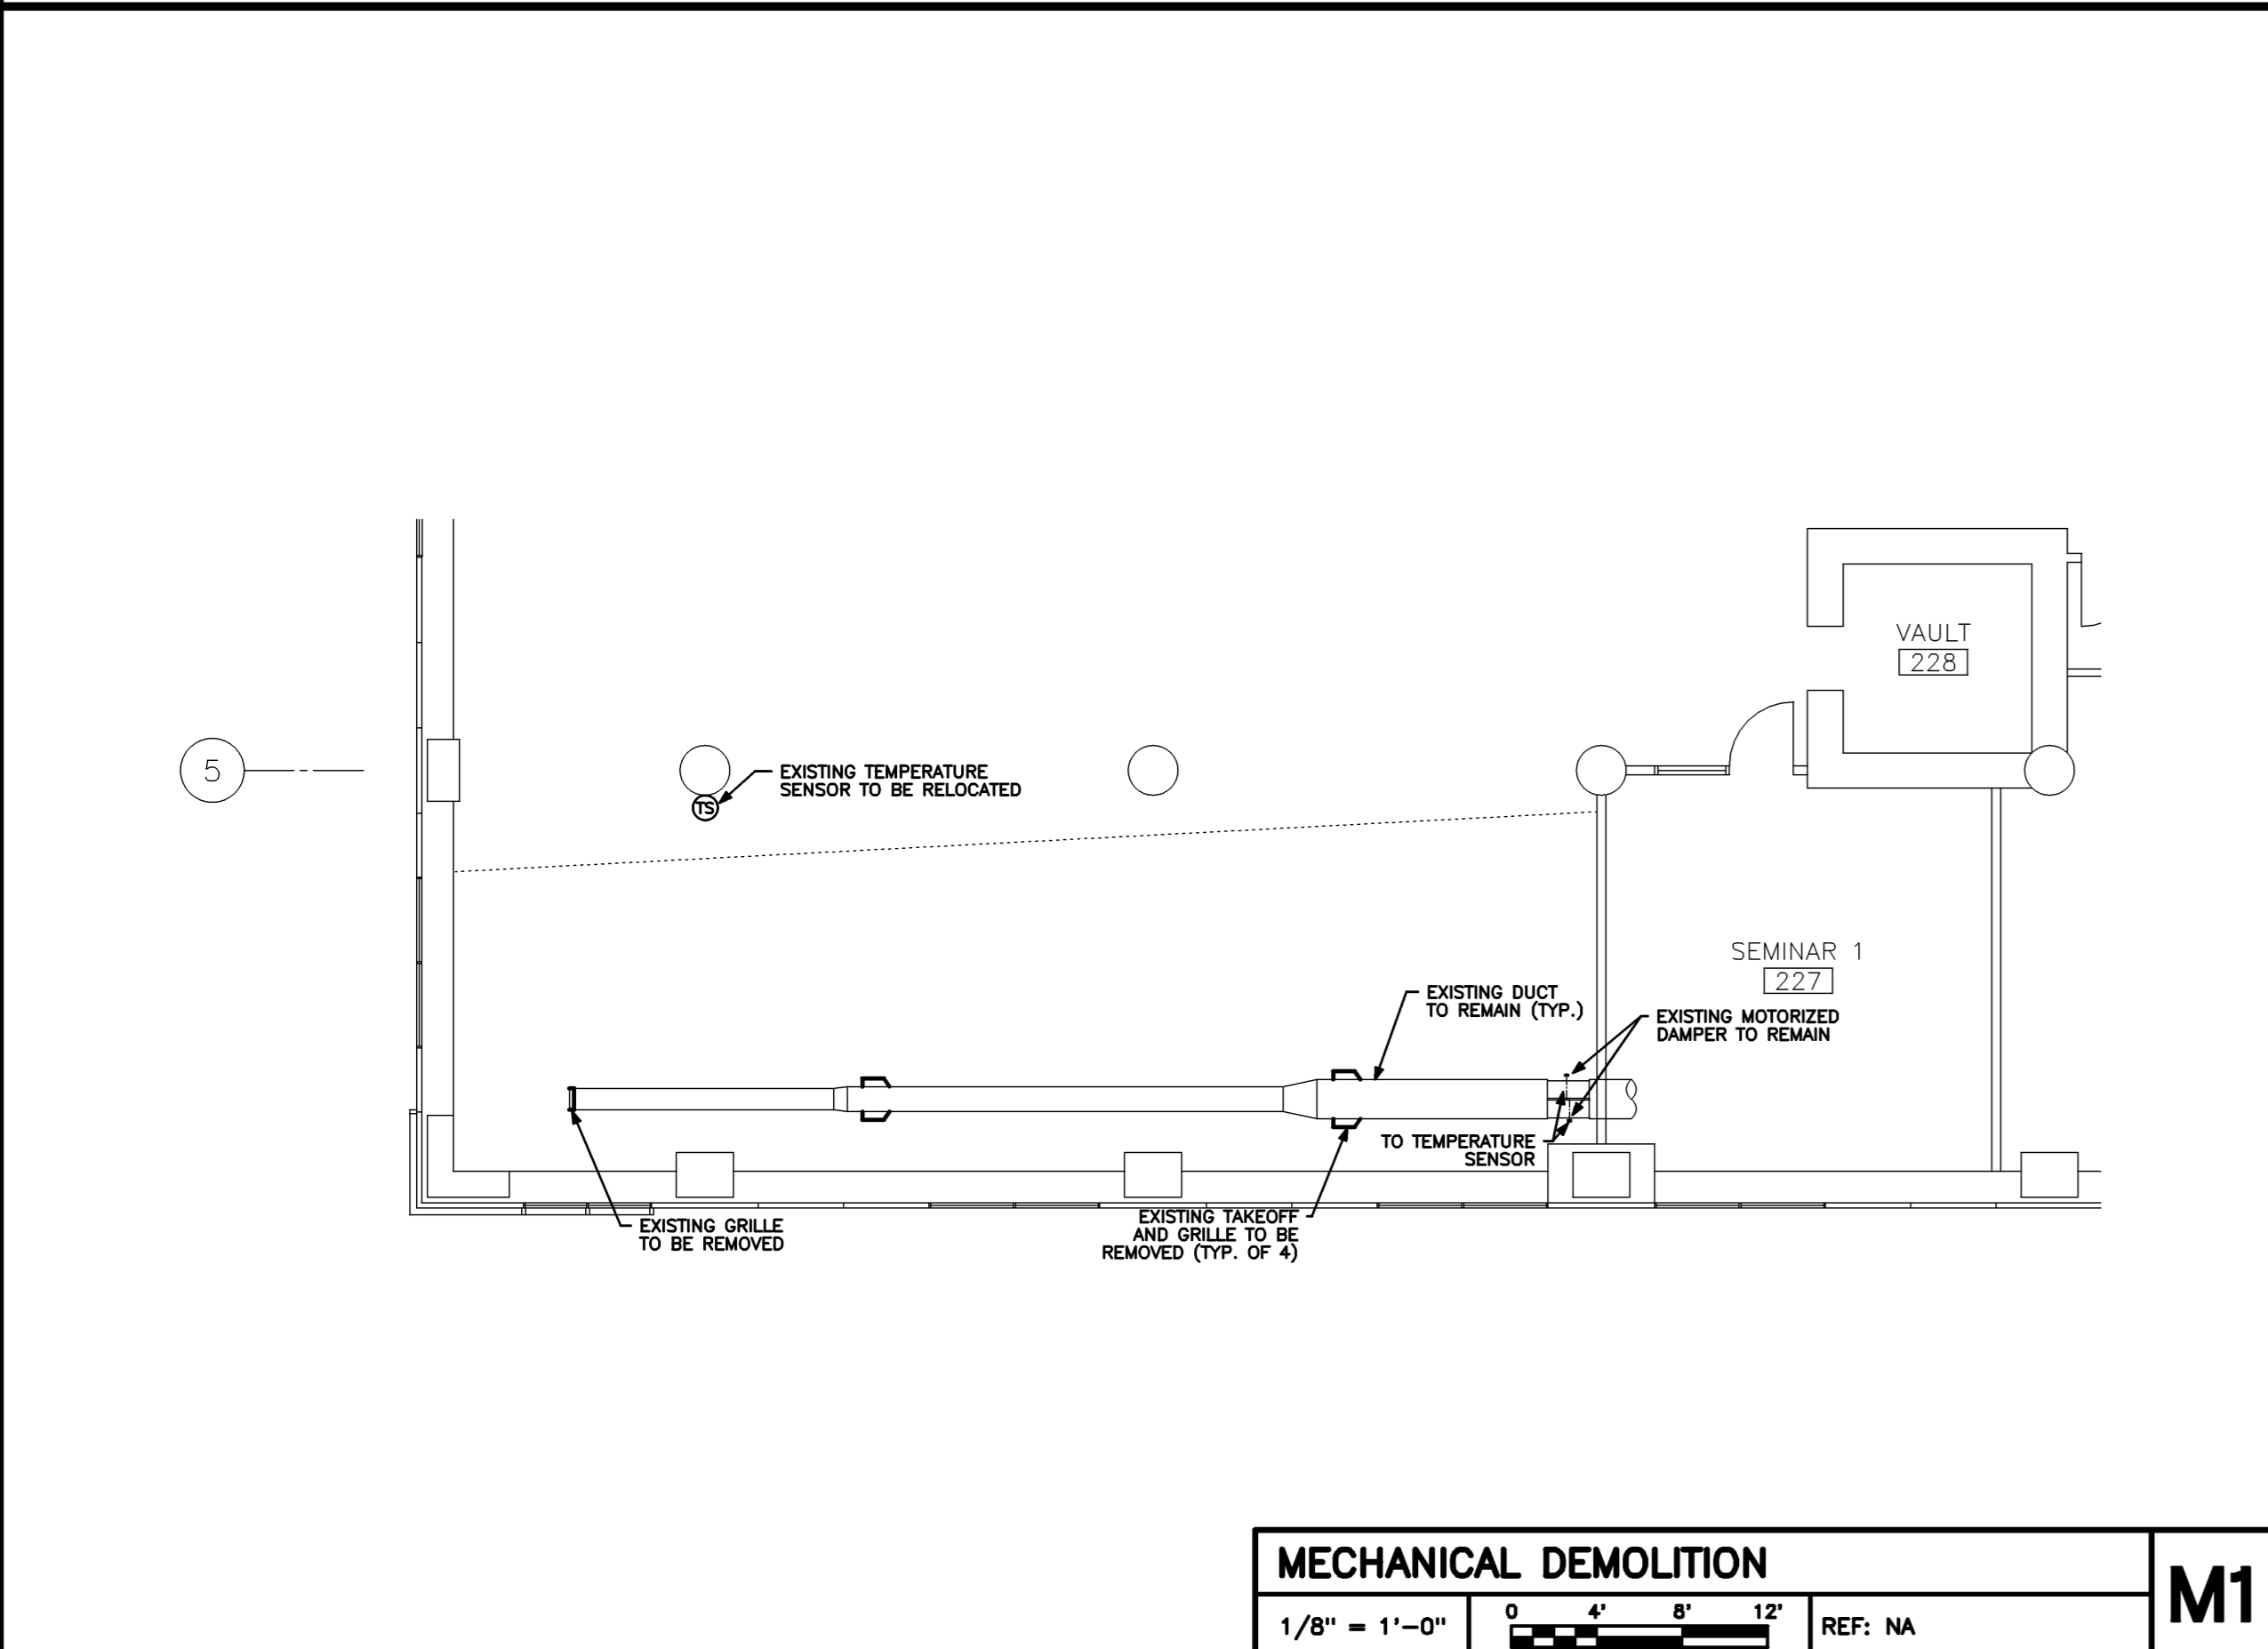 VAULT
228
5
EXISTING TEMPERATURE
SENSOR TO BE RELOCATED
TS
SEMINAR 1
227
EXISTING DUCT
TO REMAIN (TYP.)
EXISTING MOTORIZED
DAMPER TO REMAIN
TO TEMPERATURE
SENSOR
EXISTING GRILLE
TO BE REMOVED
EXISTING TAKEOFF
AND GRILLE TO BE
REMOVED (TYP. OF 4)
MECHANICAL DEMOLITION
M1
1/8" = 1'-0"
0 4' 8' 12'
REF: NA